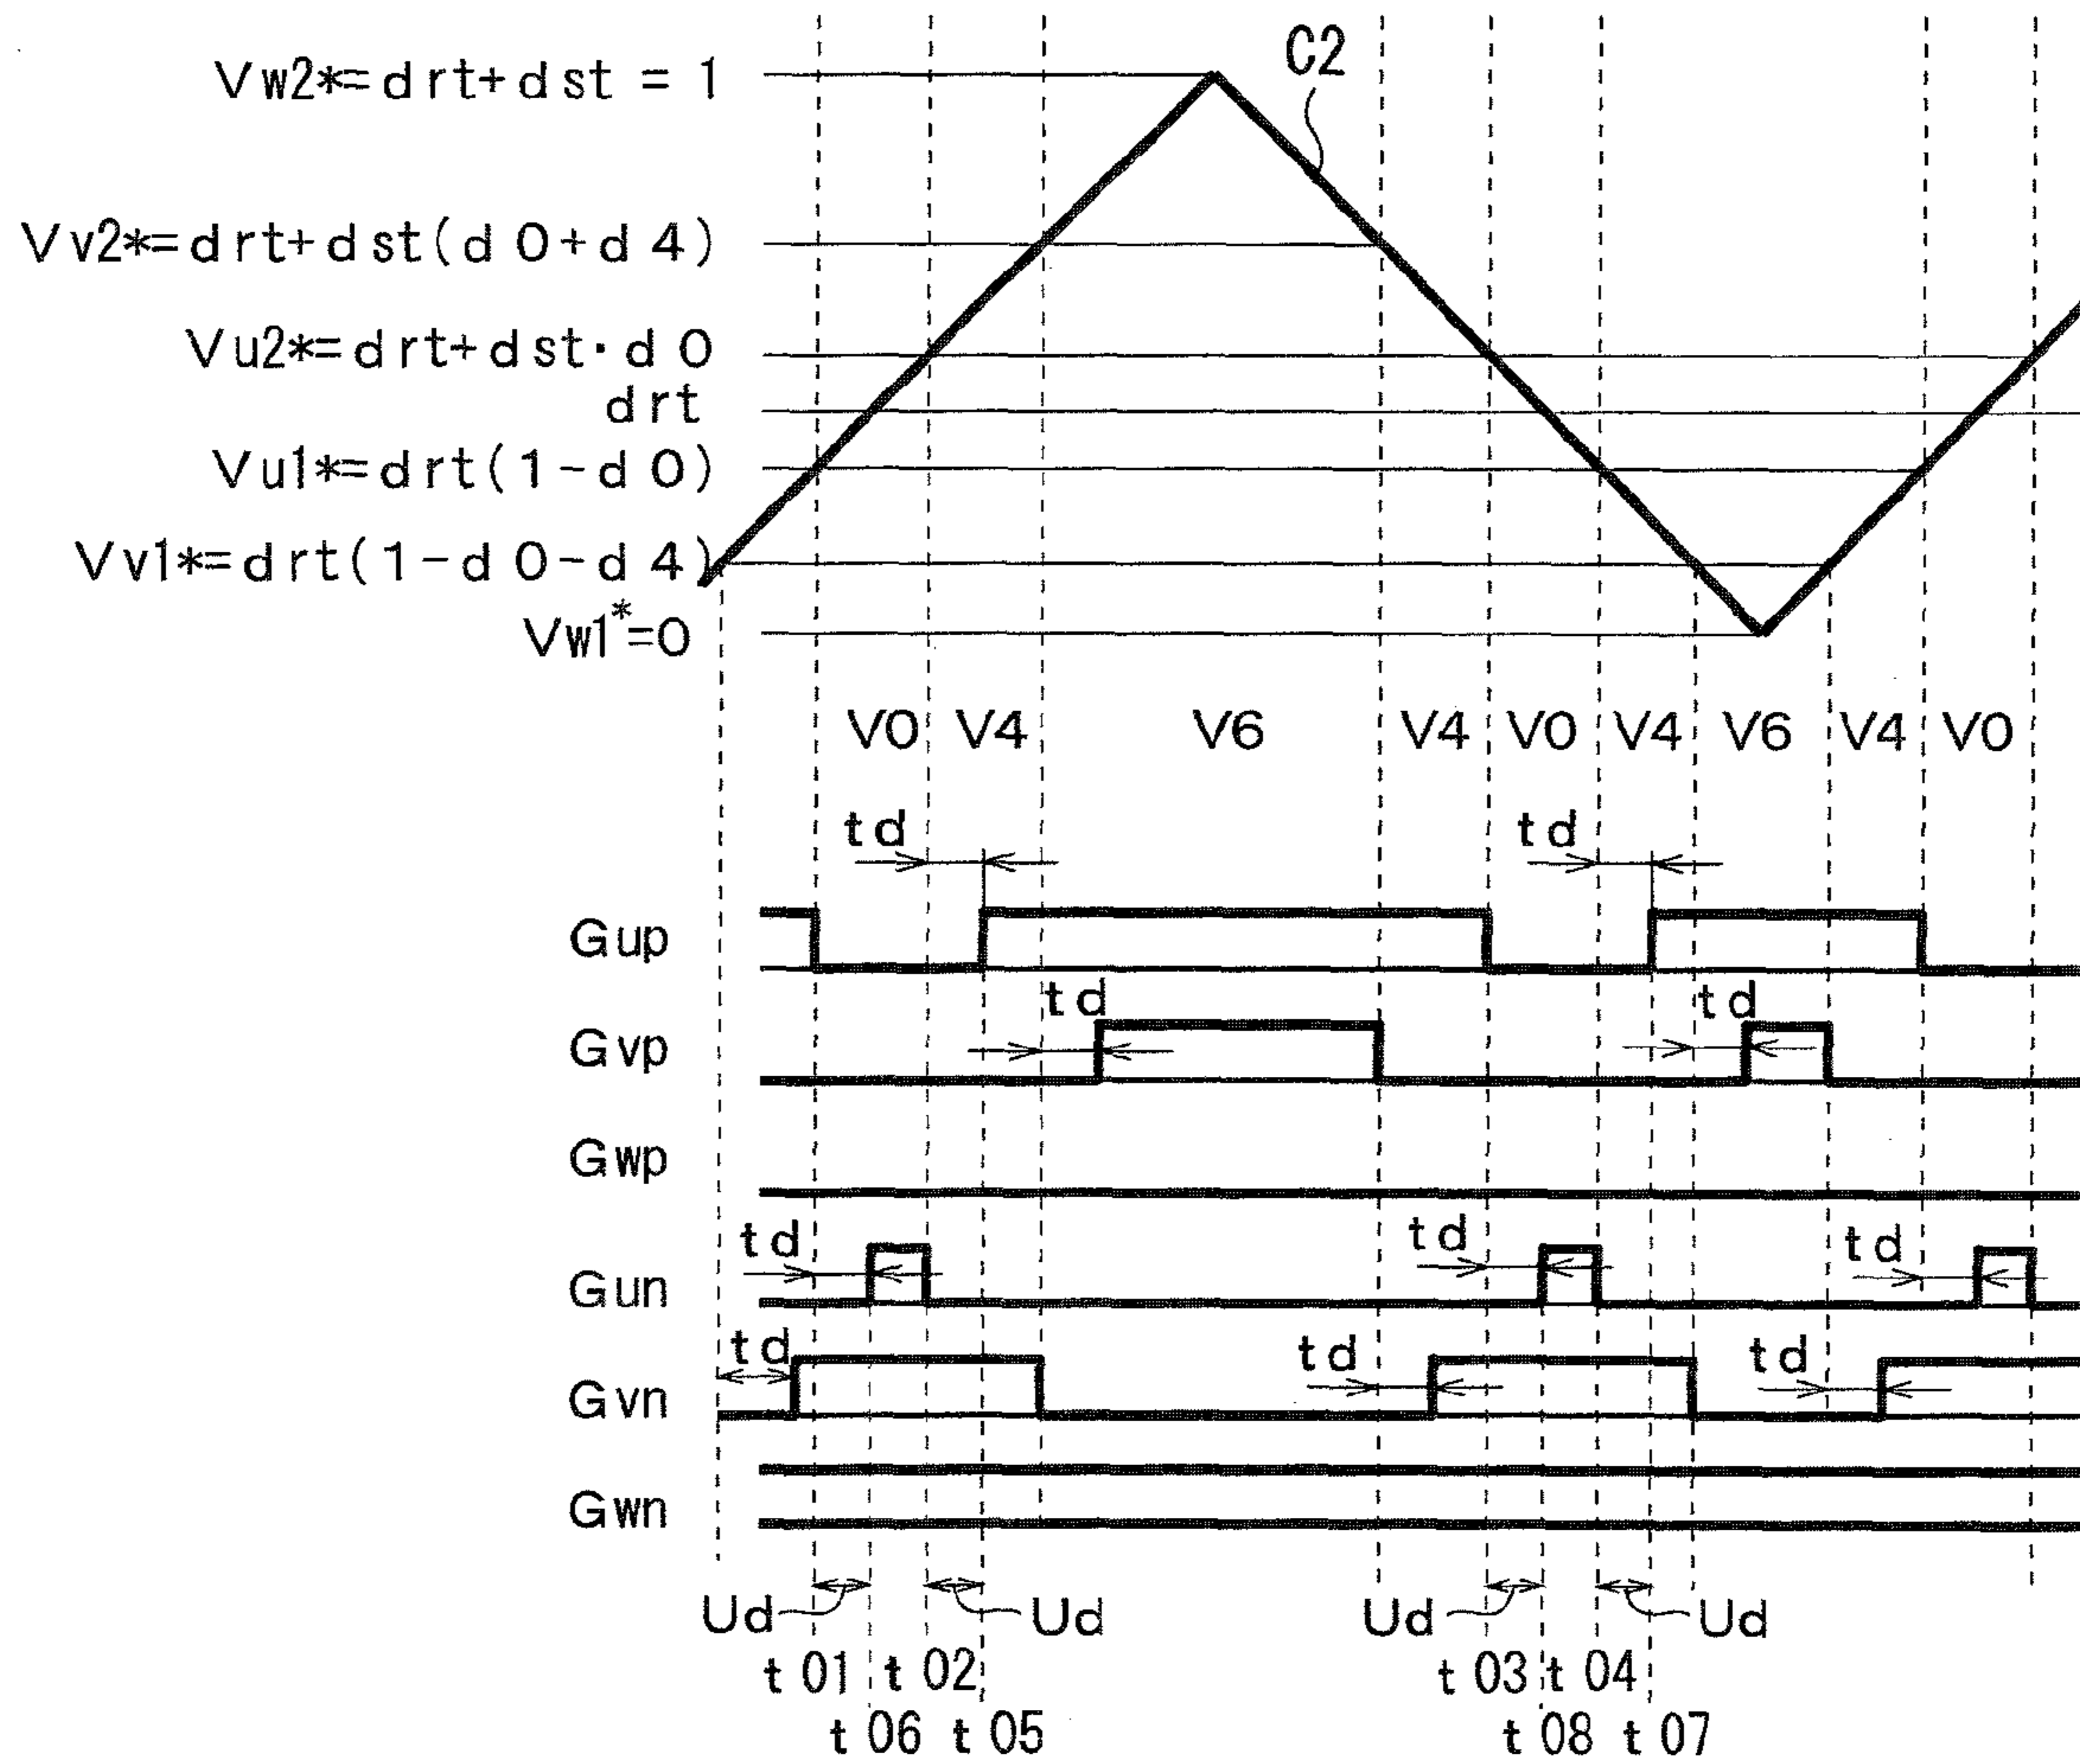 C2
Vw2*=drt+dst = 1
Vv2*=drt+dst(d0+d4)
Vu2*=drt+dst·d0
drt
Vu1*=drt(1-d0)
Vv1*=drt(1-d0-d4)
Vw1*=0
V0 V4 V6 V4 V0 V4 V6 V4 V0
td td
Gup
td td
Gvp
Gwp
td td td
Gun
td td td
Gvn
Gwn
Ud Ud Ud Ud
t01 t02 t03 t04
t06 t05 t08 t07